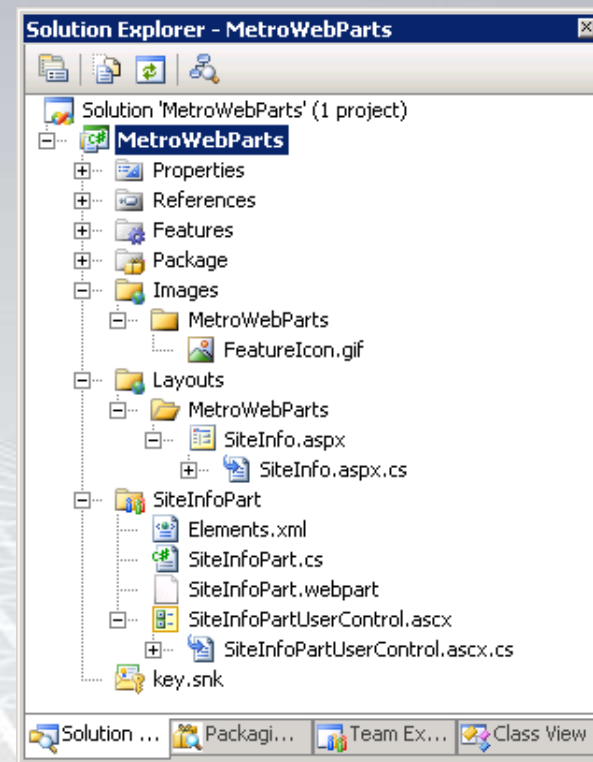 Solution Explorer - MetroWebParts
Solution 'MetroWebParts' (1 project)
MetroWebParts
Properties
References
Features
Package
Images
MetroWebParts
FeatureIcon.gif
Layouts
MetroWebParts
SiteInfo.aspx
SiteInfo.aspx.cs
SiteInfoPart
Elements.xml
SiteInfoPart.cs
SiteInfoPart.webpart
SiteInfoPartUserControl.ascx
SiteInfoPartUserControl.ascx.cs
key.snk
Solution ... Packagi... Team Ex... Class View